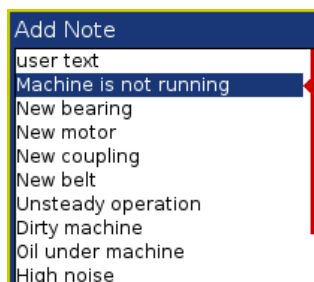 Add Note
user text
Machine is not running
New bearing
New motor
New coupling
New belt
Unsteady operation
Dirty machine
Oil under machine
High noise